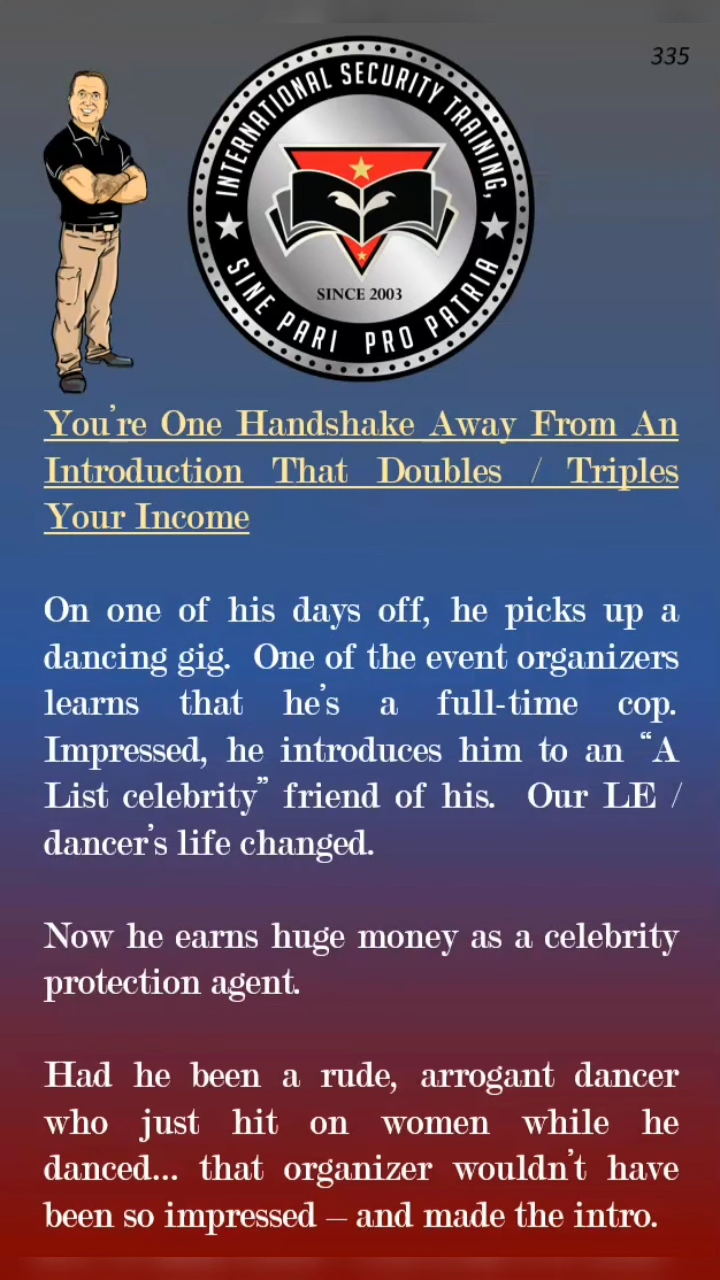 335
INTERNATIONAL SECURITY TRAINING,
SINCE 2003
SINE PARI PRO PATRIA
You're One Handshake Away From An
Introduction That Doubles / Triples
Your Income
On one of his days off, he picks up a
dancing gig. One of the event organizers
learns that he's a full-time cop.
Impressed, he introduces him to an “A
List celebrity” friend of his. Our LE /
dancer's life changed.
Now he earns huge money as a celebrity
protection agent.
Had he been a rude, arrogant dancer
who just hit on women while he
danced... that organizer wouldn't have
been so impressed – and made the intro.